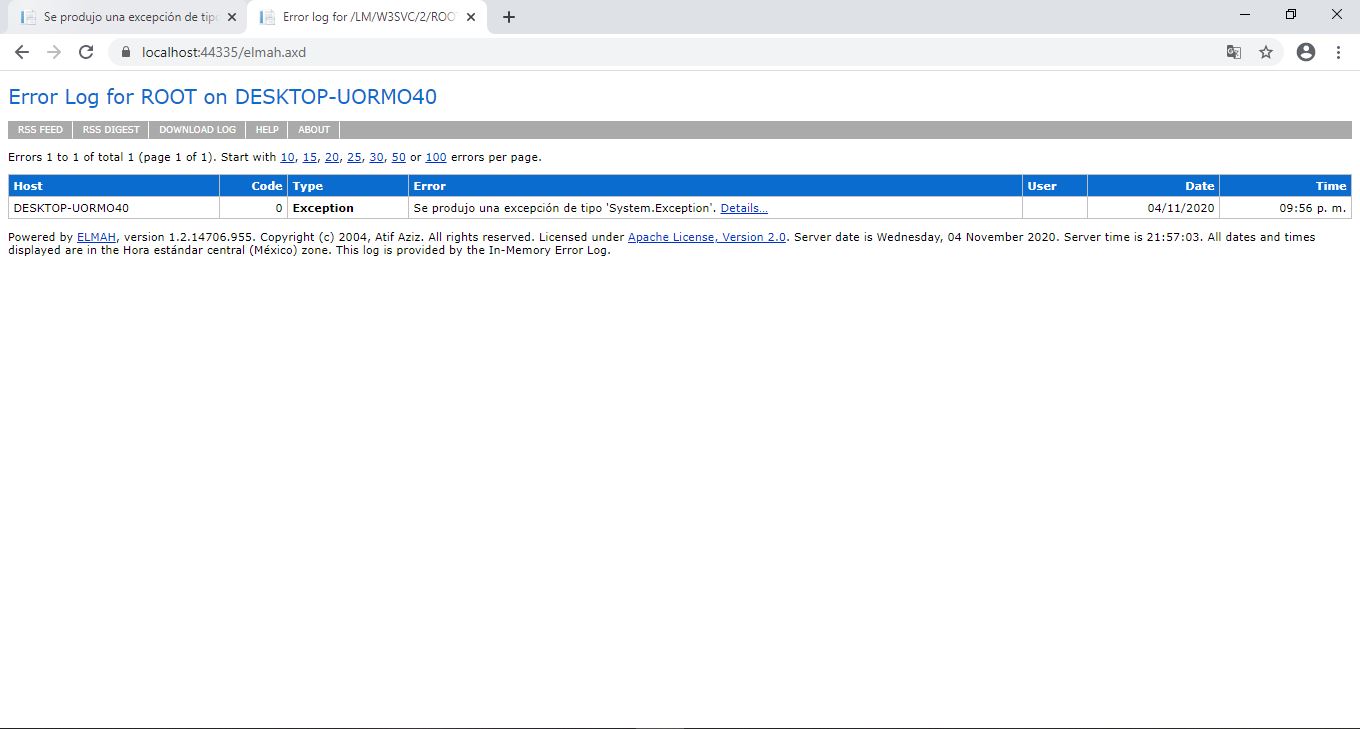 Se produjo una excepción de tipo
Error log for /LM/W3SVC/2/ROOT
localhost:44335/elmah.axd
Error Log for ROOT on DESKTOP-UORMO40
RSS FEED RSS DIGEST DOWNLOAD LOG HELP ABOUT
Errors 1 to 1 of total 1 (page 1 of 1). Start with 10, 15, 20, 25, 30, 50 or 100 errors per page.
Host Code Type Error User Date Time
DESKTOP-UORMO40 0 Exception Se produjo una excepción de tipo 'System.Exception'. Details... 04/11/2020 09:56 p. m.
Powered by ELMAH, version 1.2.14706.955. Copyright (c) 2004, Atif Aziz. All rights reserved. Licensed under Apache License, Version 2.0. Server date is Wednesday, 04 November 2020. Server time is 21:57:03. All dates and times
displayed are in the Hora estándar central (México) zone. This log is provided by the In-Memory Error Log.